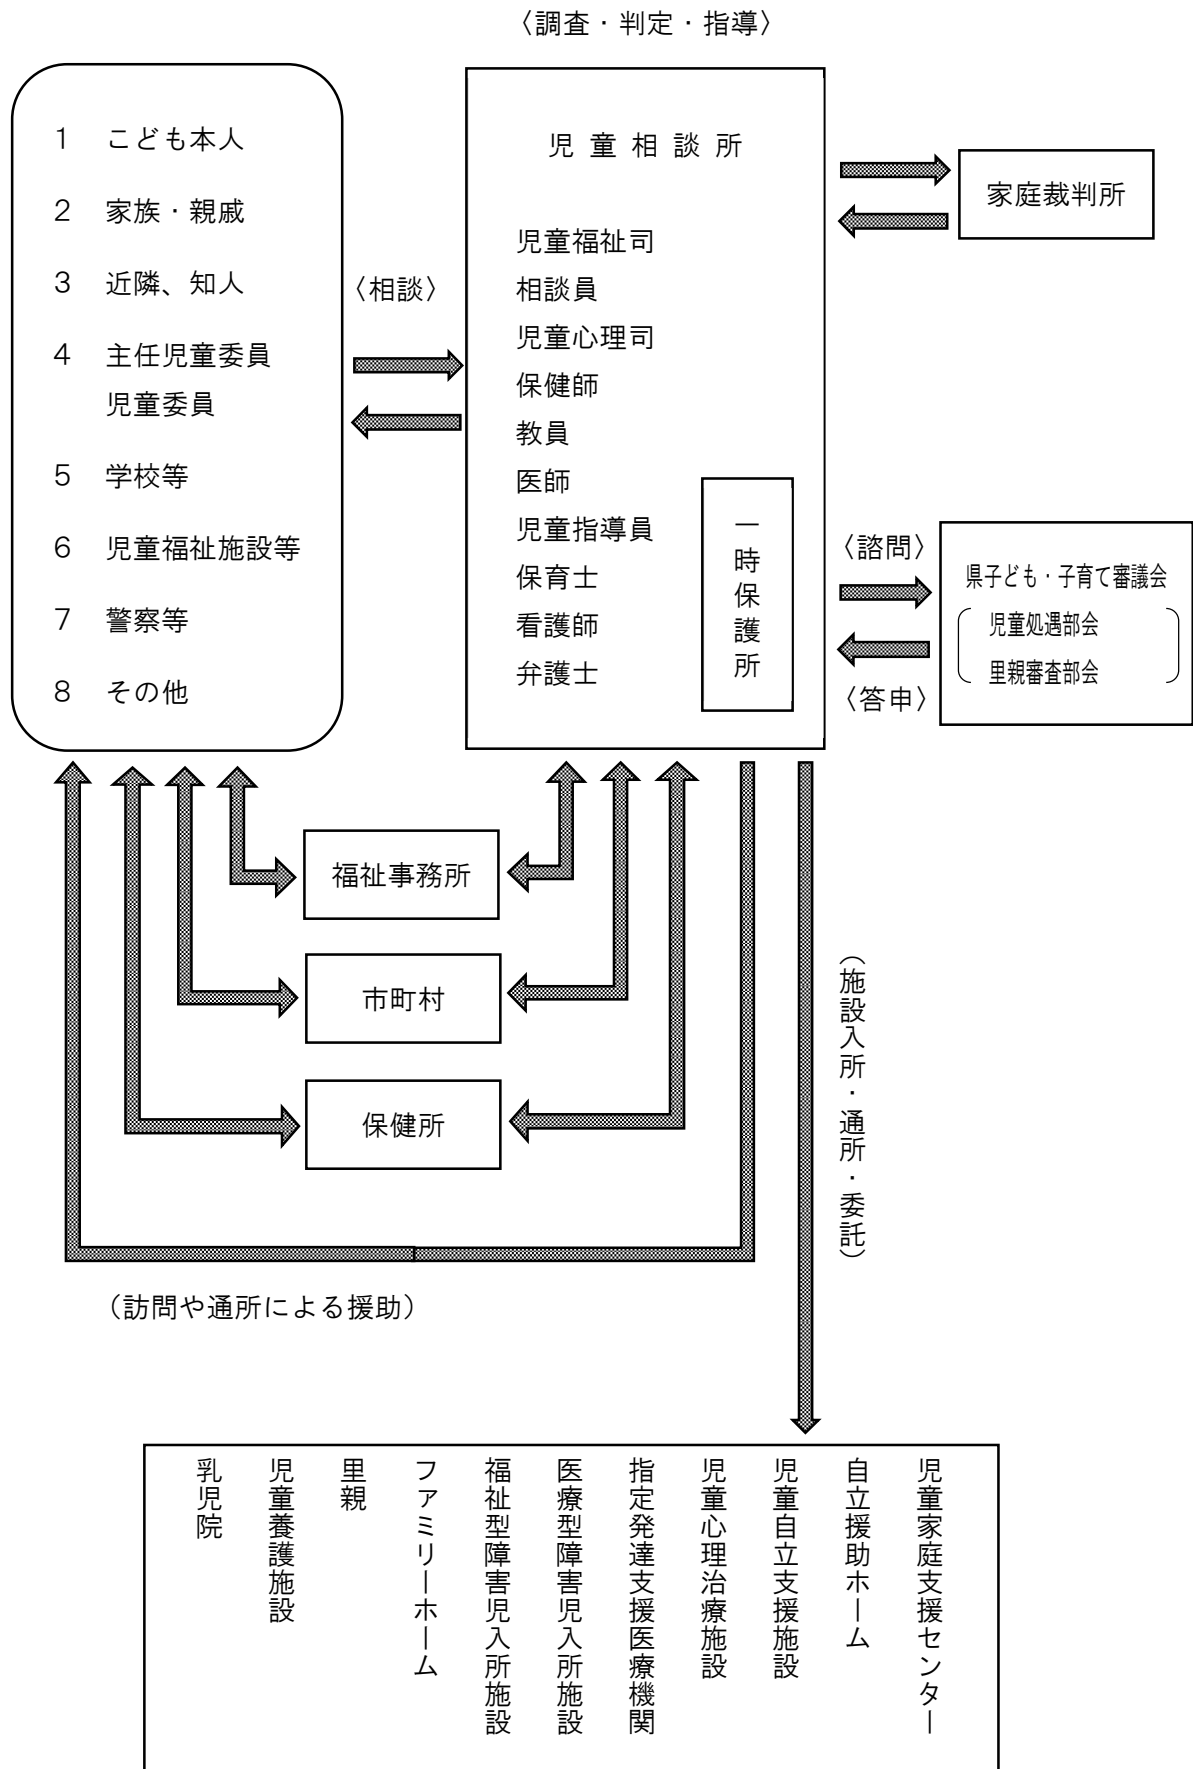 〈調査・判定・指導〉
1 こども本人
2 家族・親戚
3 近隣、知人
4 主任児童委員
児童委員
5 学校等
6 児童福祉施設等
7 警察等
8 その他
〈相談〉
児童相談所
児童福祉司
相談員
児童心理司
保健師
教員
医師
児童指導員
保育士
看護師
弁護士
一時保護所
家庭裁判所
〈諮問〉
県子ども・子育て審議会
児童処遇部会
里親審査部会
〈答申〉
福祉事務所
市町村
保健所
（施設入所・通所・委託）
（訪問や通所による援助）
乳児院
児童養護施設
里親
ファミリーホーム
福祉型障害児入所施設
医療型障害児入所施設
指定発達支援医療機関
児童心理治療施設
児童自立支援施設
自立援助ホーム
児童家庭支援センター